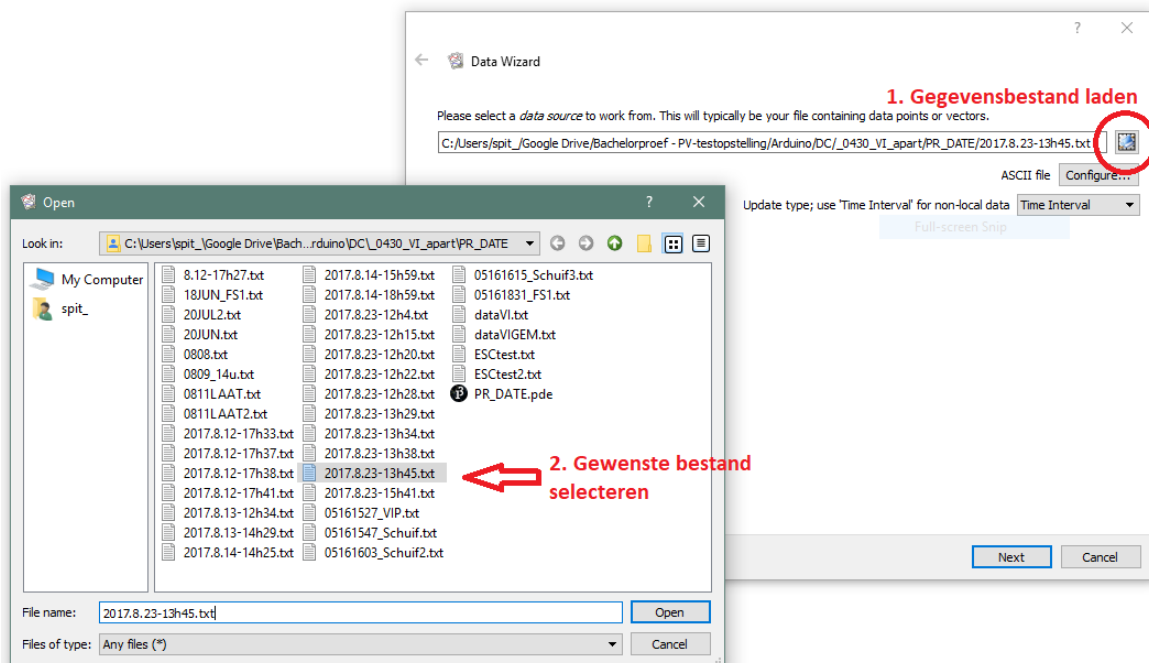 ?
Data Wizard
1. Gegevensbestand laden
Please select a data source to work from. This will typically be your file containing data points or vectors.
C:/Users/spit_/Google Drive/Bachelorproef - PV-testopstelling/Arduino/DC/_0430_VI_apart/PR_DATE/2017.8.23-13h45.txt
ASCII file Configure...
Update type; use 'Time Interval' for non-local data Time Interval
Full-screen Snip
Open ?
Look in: C:\Users\spit_\Google Drive\Bach...rduino\DC\_0430_VI_apart\PR_DATE
My Computer
spit_
8.12-17h27.txt
18JUN_FS1.txt
20JUL2.txt
20JUN.txt
0808.txt
0809_14u.txt
0811LAAT.txt
0811LAAT2.txt
2017.8.12-17h33.txt
2017.8.12-17h37.txt
2017.8.12-17h38.txt
2017.8.12-17h41.txt
2017.8.13-12h34.txt
2017.8.13-14h29.txt
2017.8.14-14h25.txt
2017.8.14-15h59.txt
2017.8.14-18h59.txt
2017.8.23-12h4.txt
2017.8.23-12h15.txt
2017.8.23-12h20.txt
2017.8.23-12h22.txt
2017.8.23-12h28.txt
2017.8.23-13h29.txt
2017.8.23-13h34.txt
2017.8.23-13h38.txt
2017.8.23-13h45.txt
2017.8.23-15h41.txt
05161527_VIP.txt
05161547_Schuif.txt
05161603_Schuif2.txt
05161615_Schuif3.txt
05161831_FS1.txt
dataVI.txt
dataVIGEM.txt
ESCtest.txt
ESCtest2.txt
PR_DATE.pde
2. Gewenste bestand
selecteren
File name: 2017.8.23-13h45.txt Open
Files of type: Any files (*) Cancel
Next Cancel